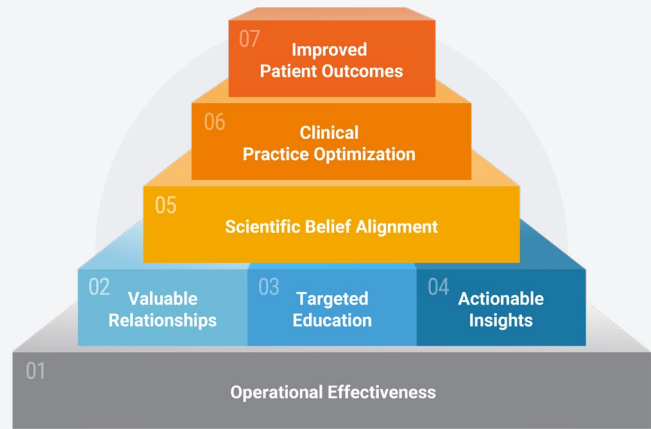 07
Improved
Patient Outcomes
06
Clinical
Practice Optimization
05
Scientific Belief Alignment
02
Valuable
Relationships
03
Targeted
Education
04
Actionable
Insights
01
Operational Effectiveness